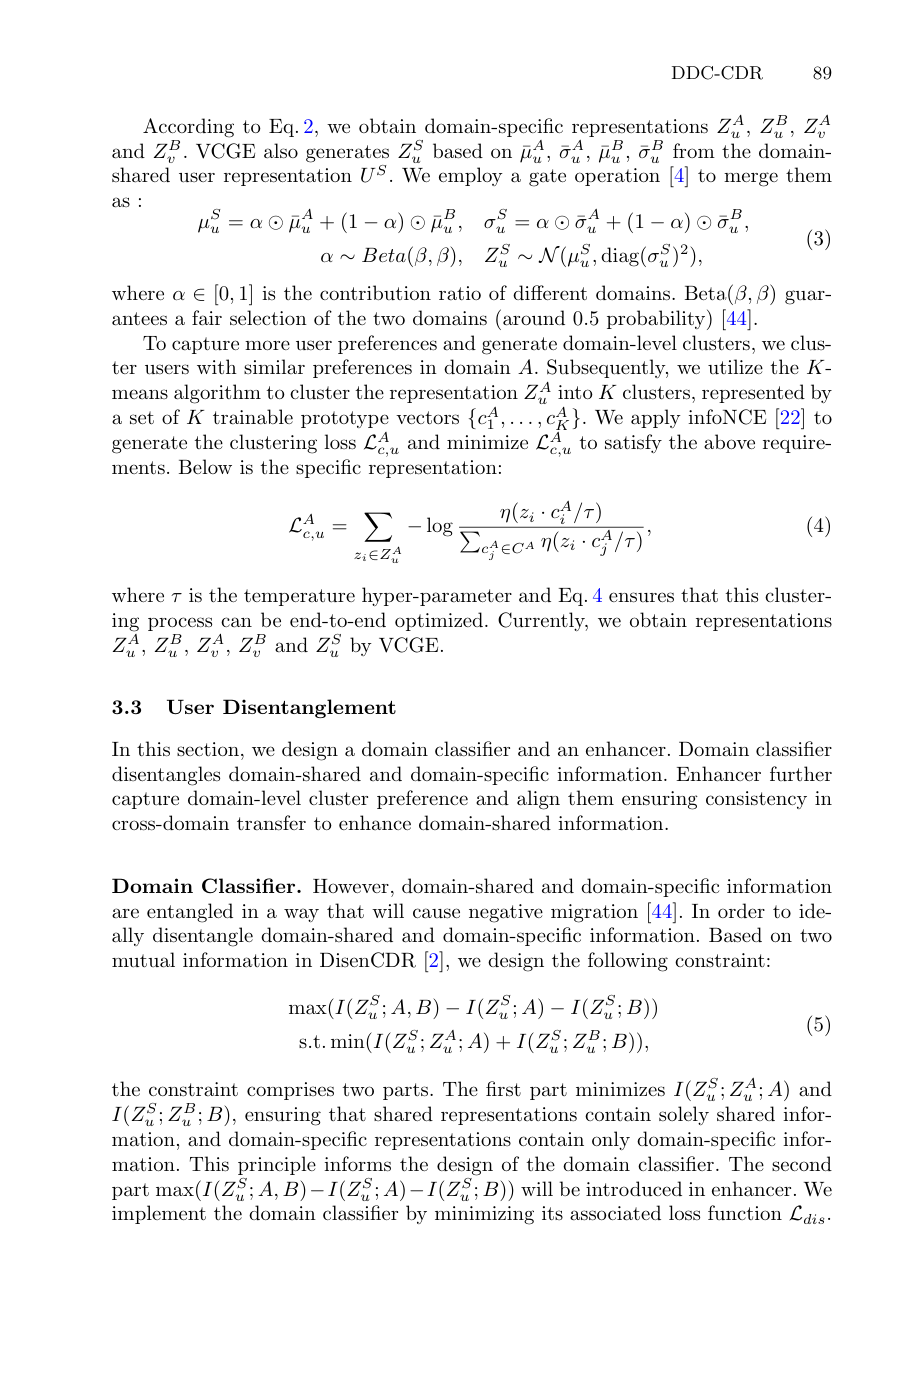 DDC-CDR 89
According to Eq. 2, we obtain domain-specific representations $Z_u^A$, $Z_u^B$, $Z_v^A$
and $Z_v^B$. VCGE also generates $Z_u^S$ based on $\bar{\mu}_u^A$, $\bar{\sigma}_u^A$, $\bar{\mu}_u^B$, $\bar{\sigma}_u^B$ from the domain-
shared user representation $U^S$. We employ a gate operation [4] to merge them
as :
$\mu_u^S = \alpha \odot \bar{\mu}_u^A + (1 - \alpha) \odot \bar{\mu}_u^B, \quad \sigma_u^S = \alpha \odot \bar{\sigma}_u^A + (1 - \alpha) \odot \bar{\sigma}_u^B,$
$\alpha \sim Beta(\beta, \beta), \quad Z_u^S \sim \mathcal{N}(\mu_u^S, \mathrm{diag}(\sigma_u^S)^2),$ (3)
where $\alpha \in [0, 1]$ is the contribution ratio of different domains. Beta$(\beta, \beta)$ guar-
antees a fair selection of the two domains (around 0.5 probability) [44].
To capture more user preferences and generate domain-level clusters, we clus-
ter users with similar preferences in domain $A$. Subsequently, we utilize the $K$-
means algorithm to cluster the representation $Z_u^A$ into $K$ clusters, represented by
a set of $K$ trainable prototype vectors $\{c_1^A, \ldots, c_K^A\}$. We apply infoNCE [22] to
generate the clustering loss $\mathcal{L}_{c,u}^A$ and minimize $\mathcal{L}_{c,u}^A$ to satisfy the above require-
ments. Below is the specific representation:
$\mathcal{L}_{c,u}^A = \sum_{z_i \in Z_u^A} - \log \frac{\eta(z_i \cdot c_i^A / \tau)}{\sum_{c_j^A \in C^A} \eta(z_i \cdot c_j^A / \tau)},$ (4)
where $\tau$ is the temperature hyper-parameter and Eq. 4 ensures that this cluster-
ing process can be end-to-end optimized. Currently, we obtain representations
$Z_u^A$, $Z_u^B$, $Z_v^A$, $Z_v^B$ and $Z_u^S$ by VCGE.
3.3 User Disentanglement
In this section, we design a domain classifier and an enhancer. Domain classifier
disentangles domain-shared and domain-specific information. Enhancer further
capture domain-level cluster preference and align them ensuring consistency in
cross-domain transfer to enhance domain-shared information.
Domain Classifier. However, domain-shared and domain-specific information
are entangled in a way that will cause negative migration [44]. In order to ide-
ally disentangle domain-shared and domain-specific information. Based on two
mutual information in DisenCDR [2], we design the following constraint:
$\max(I(Z_u^S; A, B) - I(Z_u^S; A) - I(Z_u^S; B))$
$\text{s.t.} \min(I(Z_u^S; Z_u^A; A) + I(Z_u^S; Z_u^B; B)),$ (5)
the constraint comprises two parts. The first part minimizes $I(Z_u^S; Z_u^A; A)$ and
$I(Z_u^S; Z_u^B; B)$, ensuring that shared representations contain solely shared infor-
mation, and domain-specific representations contain only domain-specific infor-
mation. This principle informs the design of the domain classifier. The second
part $\max(I(Z_u^S; A, B) - I(Z_u^S; A) - I(Z_u^S; B))$ will be introduced in enhancer. We
implement the domain classifier by minimizing its associated loss function $\mathcal{L}_{dis}$.